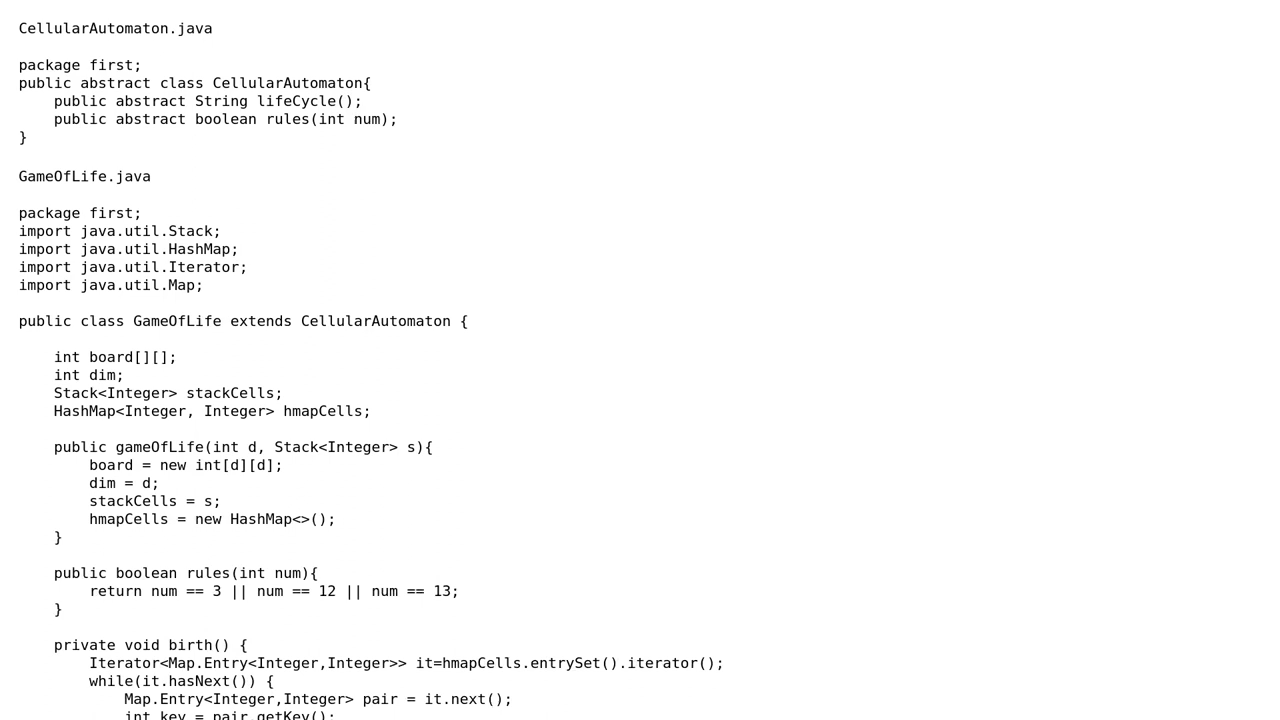 CellularAutomaton.java
package first;
public abstract class CellularAutomaton{
    public abstract String lifeCycle();
    public abstract boolean rules(int num);
}
GameOfLife.java
package first;
import java.util.Stack;
import java.util.HashMap;
import java.util.Iterator;
import java.util.Map;
public class GameOfLife extends CellularAutomaton {
    int board[][];
    int dim;
    Stack<Integer> stackCells;
    HashMap<Integer, Integer> hmapCells;
    public gameOfLife(int d, Stack<Integer> s){
        board = new int[d][d];
        dim = d;
        stackCells = s;
        hmapCells = new HashMap<>();
    }
    public boolean rules(int num){
        return num == 3 || num == 12 || num == 13;
    }
    private void birth() {
        Iterator<Map.Entry<Integer,Integer>> it=hmapCells.entrySet().iterator();
        while(it.hasNext()) {
            Map.Entry<Integer,Integer> pair = it.next();
            int key = pair.getKey();